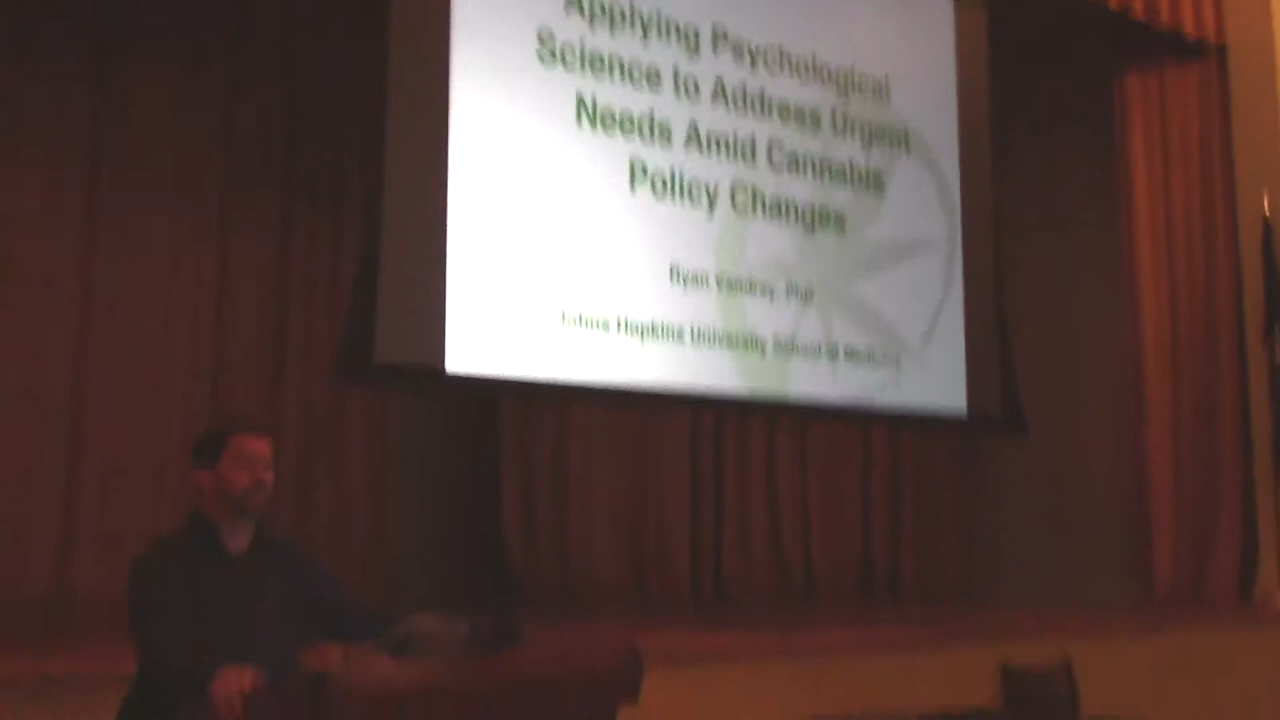 Applying Psychological
Science to Address Urgent
Needs Amid Cannabis
Policy Changes
Ryan Vandrey, PhD
Johns Hopkins University School of Medicine